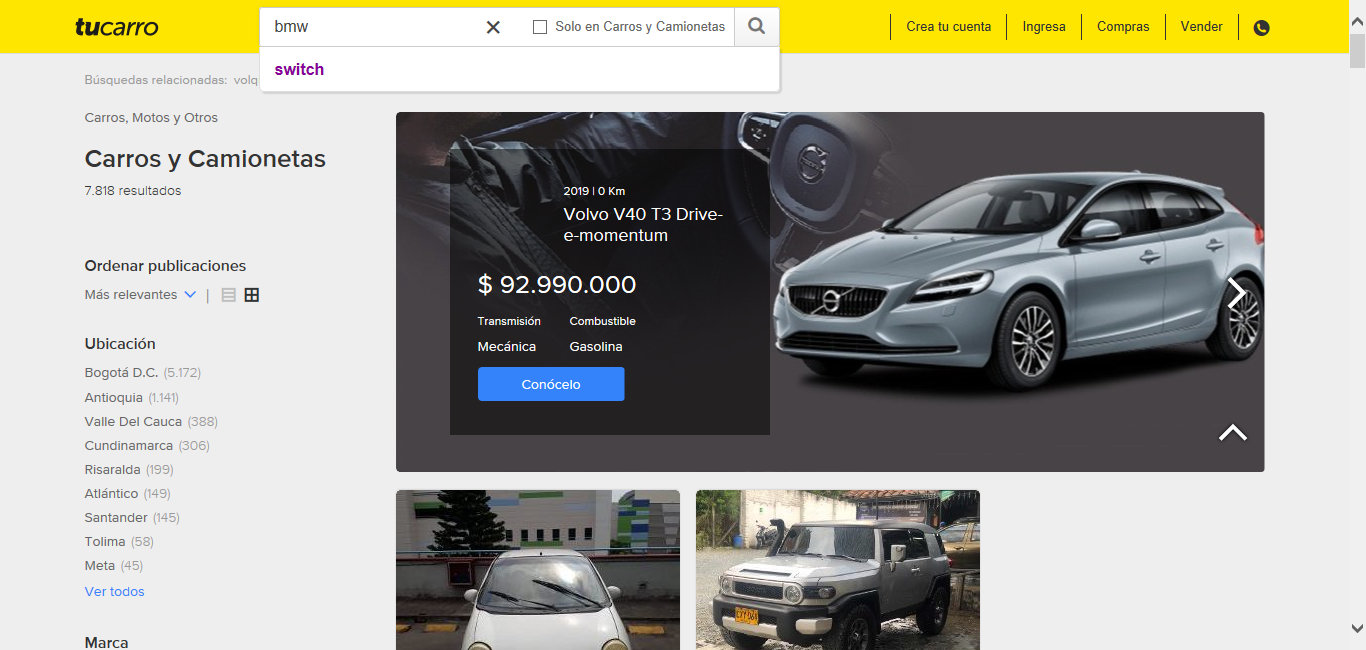 tucarro
bmw
Solo en Carros y Camionetas
Crea tu cuenta
Ingresa
Compras
Vender
switch
Búsquedas relacionadas: volq
Carros, Motos y Otros
Carros y Camionetas
7.818 resultados
Ordenar publicaciones
Más relevantes
Ubicación
Bogotá D.C. (5.172)
Antioquia (1.141)
Valle Del Cauca (388)
Cundinamarca (306)
Risaralda (199)
Atlántico (149)
Santander (145)
Tolima (58)
Meta (45)
Ver todos
Marca
2019 | 0 Km
Volvo V40 T3 Drive-
e-momentum
$ 92.990.000
Transmisión Combustible
Mecánica Gasolina
Conócelo